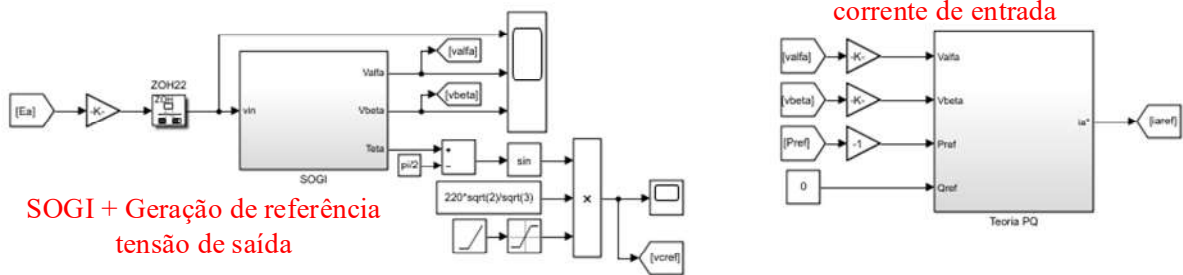 corrente de entrada
ZOH22
ZOH
[Ea]
-K-
vin
Valfa
Vbeta
Teta
SOGI
[valfa]
[vbeta]
pi/2
+
-
sin
220*sqrt(2)/sqrt(3)
×
[vcref]
SOGI + Geração de referência
tensão de saída
[valfa]
-K-
Valfa
[vbeta]
-K-
Vbeta
[Pref]
-1
Pref
0
Qref
ia*
[iaref]
Teoria PQ